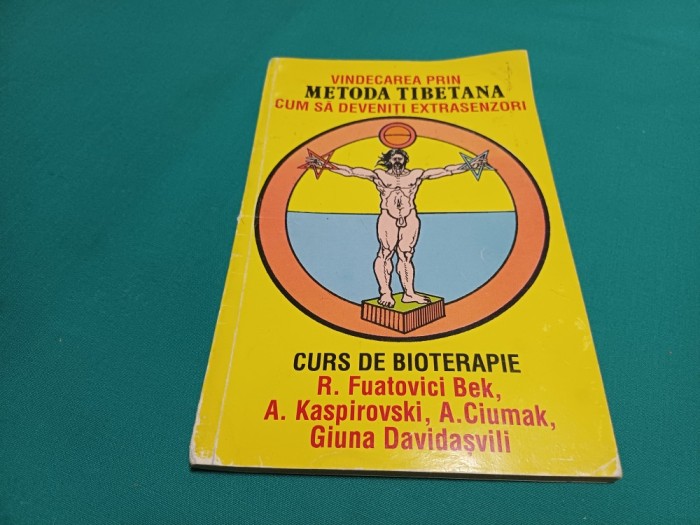 VINDECAREA PRIN
METODA TIBETANA
CUM SĂ DEVENIȚI EXTRASENZORI
CURS DE BIOTERAPIE
R. Fuatovici Bek,
A. Kaspirovski, A.Ciumak,
Giuna Davidașvili